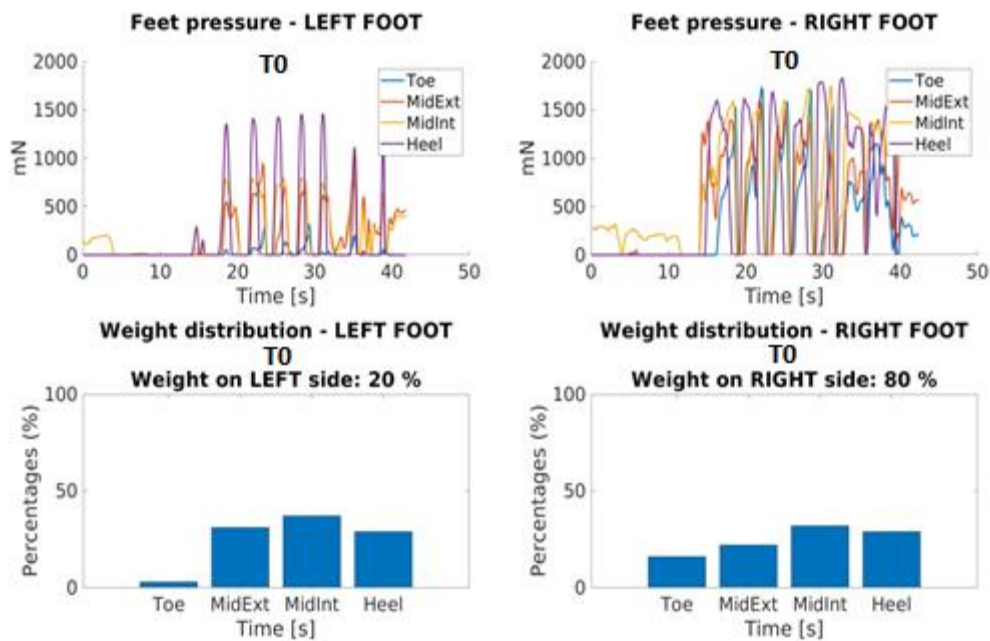 Feet pressure - LEFT FOOT
T0
2000
1500
1000
500
0
mN
0 10 20 30 40 50
Time [s]
Toe
MidExt
MidInt
Heel
Feet pressure - RIGHT FOOT
T0
2000
1500
1000
500
0
mN
0 10 20 30 40 50
Time [s]
Toe
MidExt
MidInt
Heel
Weight distribution - LEFT FOOT
T0
Weight on LEFT side: 20 %
100
50
0
Percentages (%)
Toe MidExt MidInt Heel
Time [s]
Weight distribution - RIGHT FOOT
T0
Weight on RIGHT side: 80 %
100
50
0
Percentages (%)
Toe MidExt MidInt Heel
Time [s]